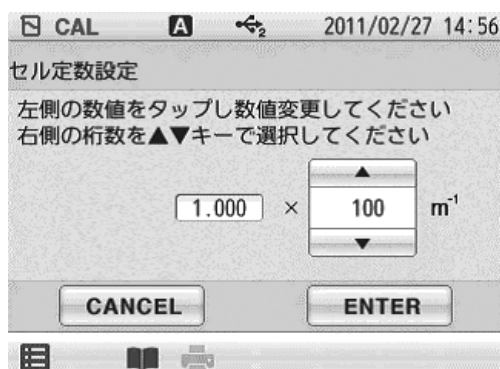 CAL A 2 2011/02/27 14:56
セル定数設定
左側の数値をタップし数値変更してください
右側の桁数を▲▼キーで選択してください
▲
1.000 × 100 m⁻¹
▼
CANCEL ENTER